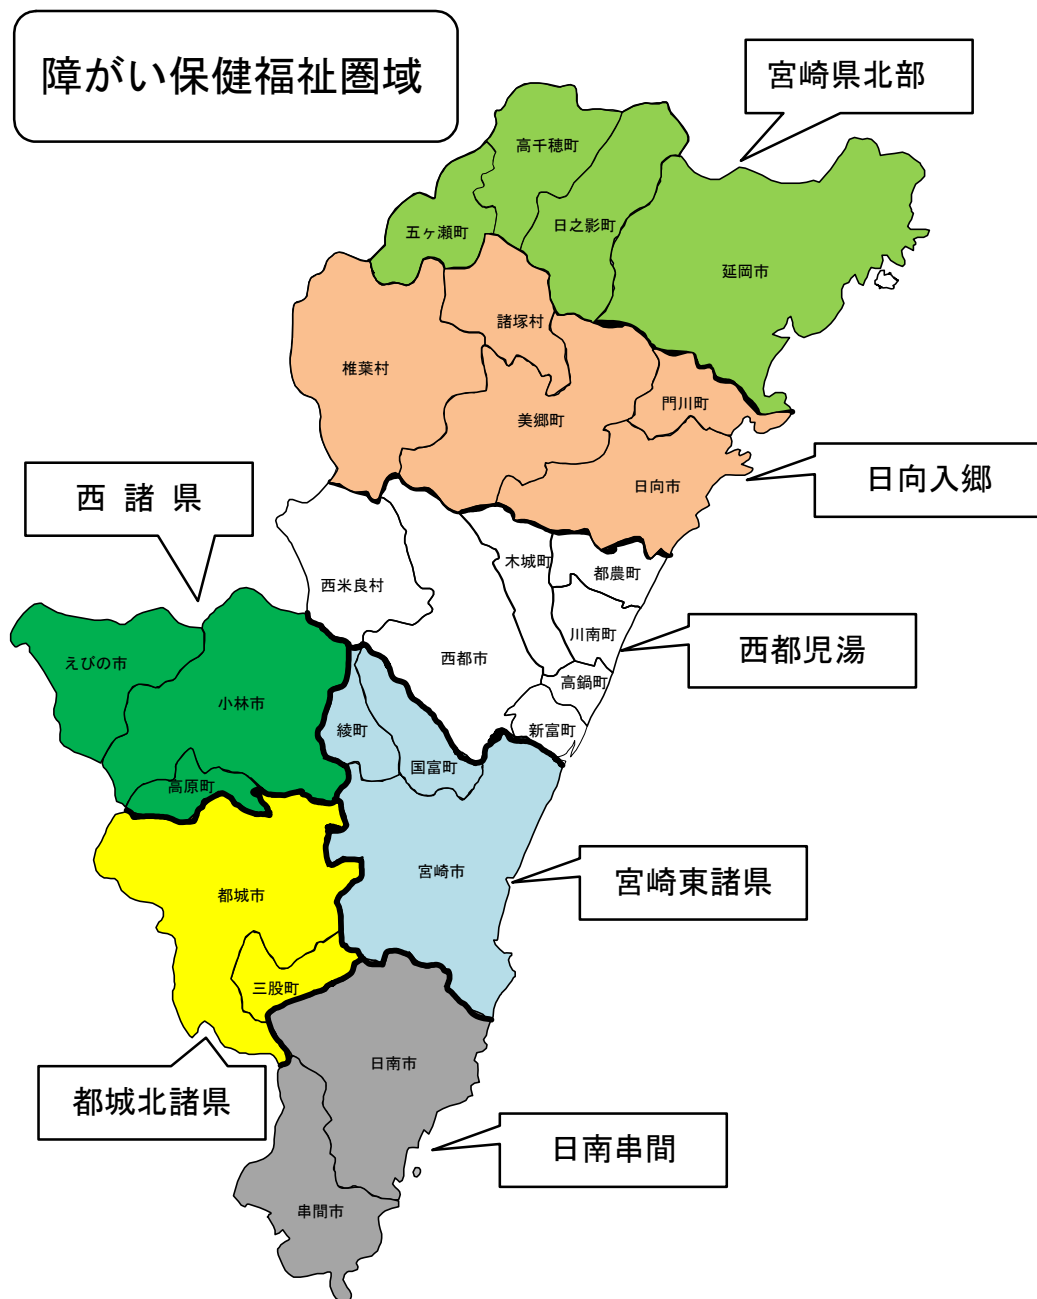 障がい保健福祉圏域
宮崎県北部
高千穂町
五ヶ瀬町
日之影町
延岡市
諸塚村
椎葉村
美郷町
門川町
日向市
日向入郷
西諸県
西米良村
木城町
都農町
川南町
西都市
高鍋町
新富町
西都児湯
えびの市
小林市
高原町
綾町
国富町
宮崎市
宮崎東諸県
都城市
三股町
都城北諸県
日南市
日南串間
串間市